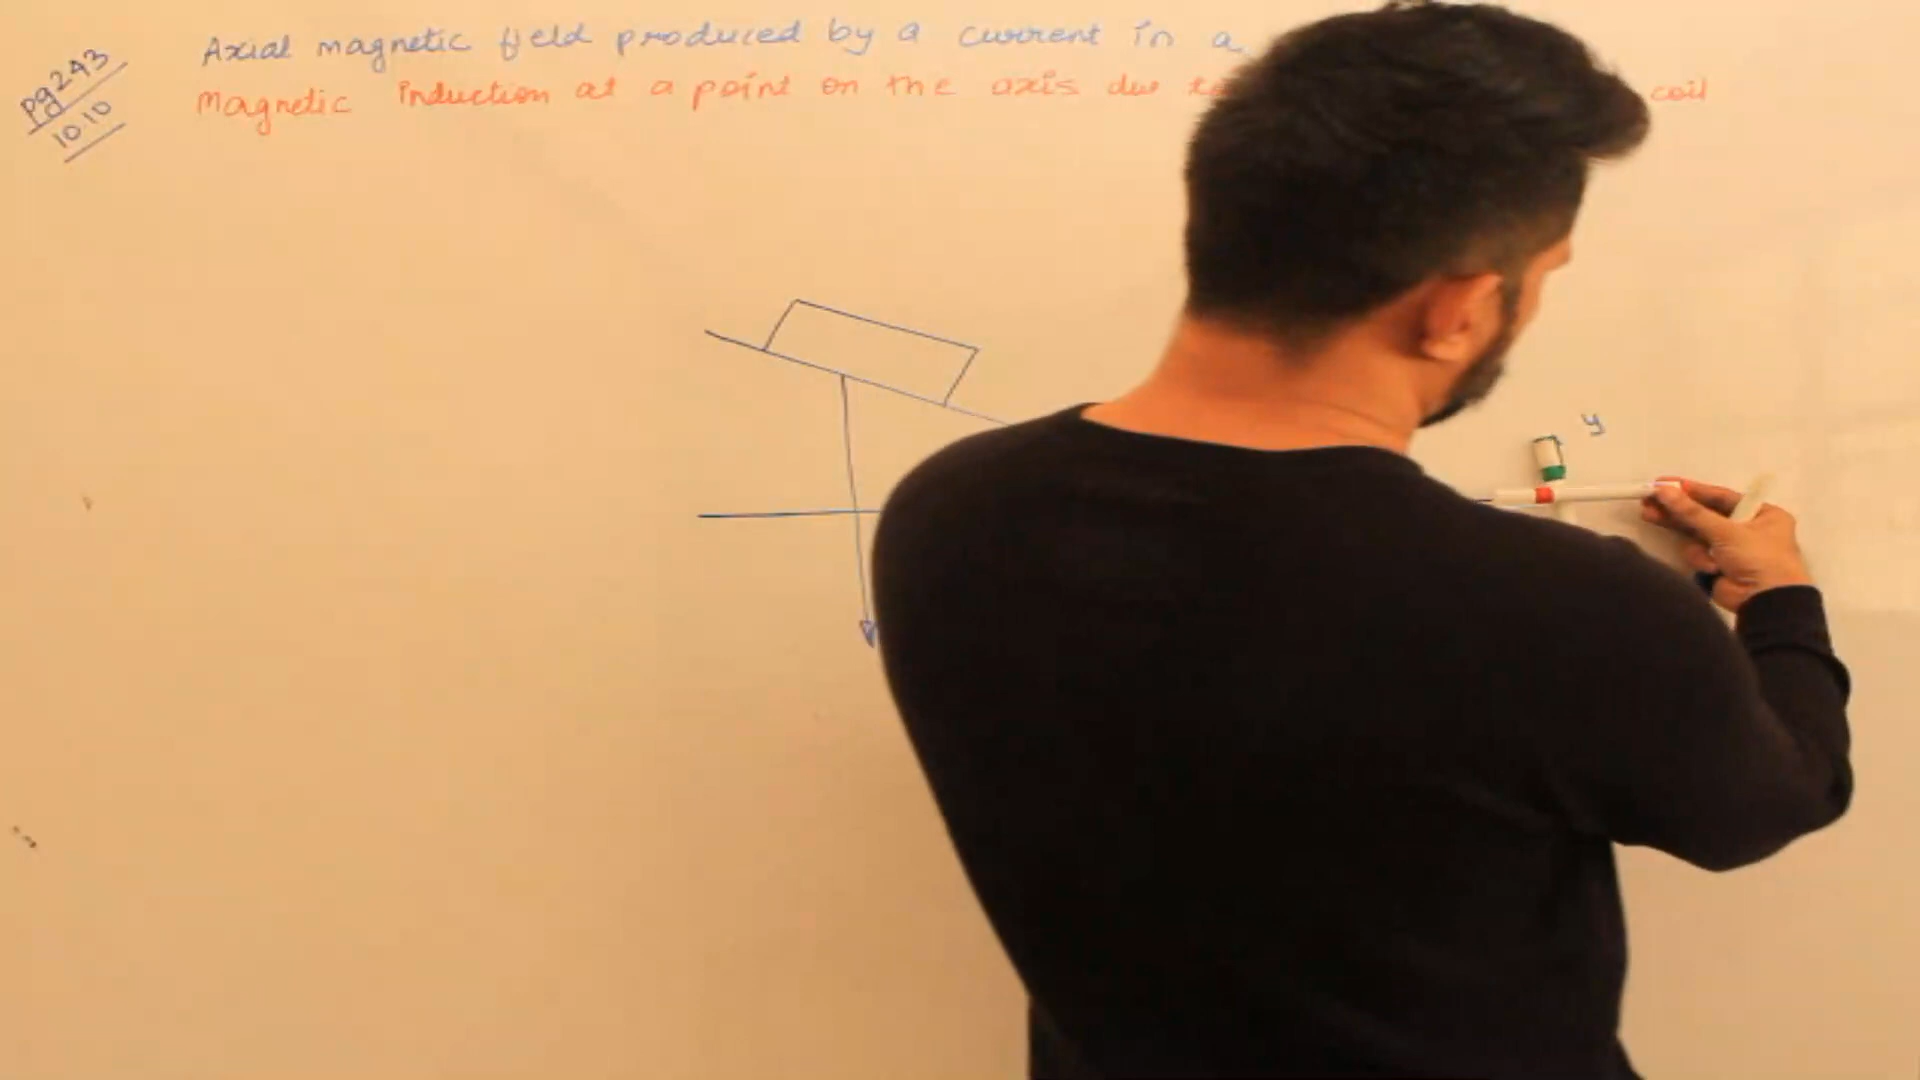 Axial magnetic field produced by a current in a
Magnetic Induction at a point on the axis due to coil
Pg 243
10.10
y